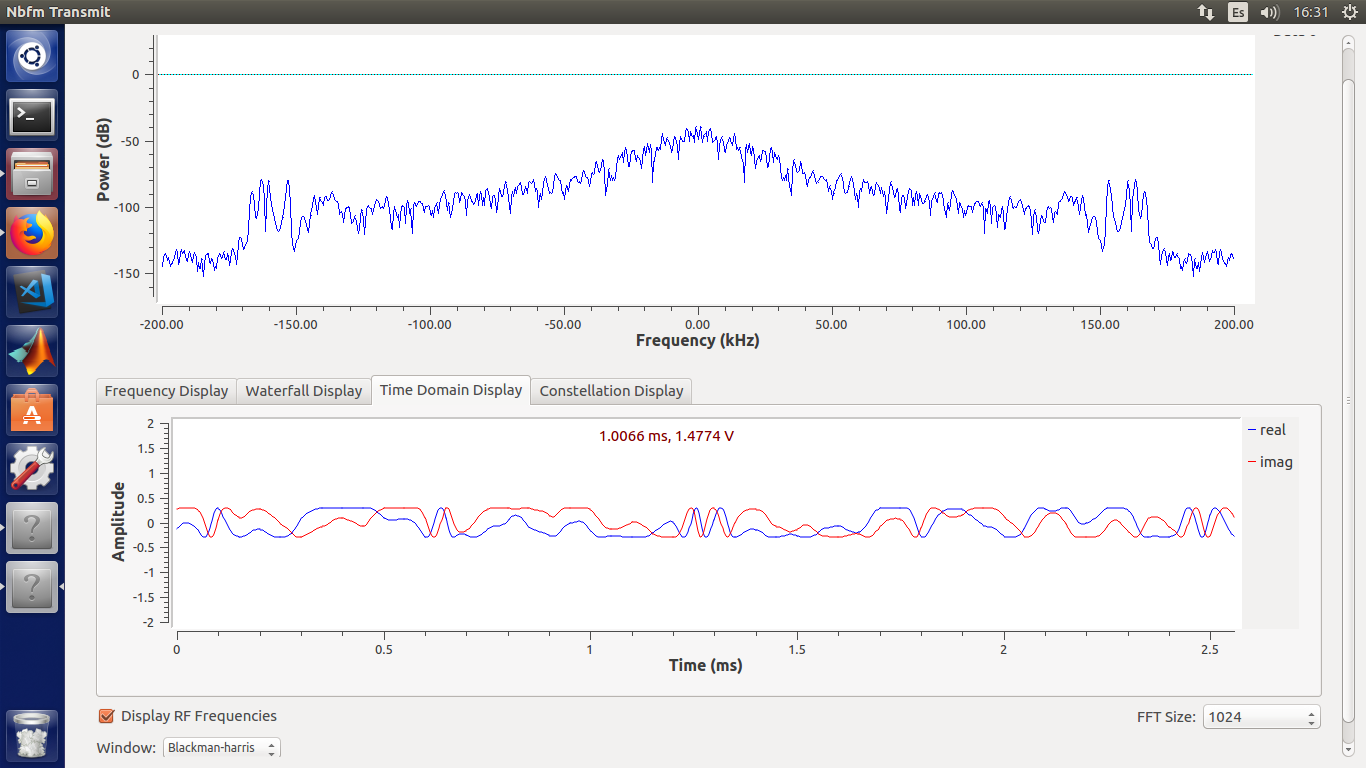 Nbfm Transmit
Es
16:31
0
-50
-100
-150
Power (dB)
-200.00 -150.00 -100.00 -50.00 0.00 50.00 100.00 150.00 200.00
Frequency (kHz)
Frequency Display Waterfall Display Time Domain Display Constellation Display
1.0066 ms, 1.4774 V
2
1.5
1
0.5
0
-0.5
-1
-1.5
-2
Amplitude
real
imag
0 0.5 1 1.5 2 2.5
Time (ms)
Display RF Frequencies
FFT Size: 1024
Window: Blackman-harris